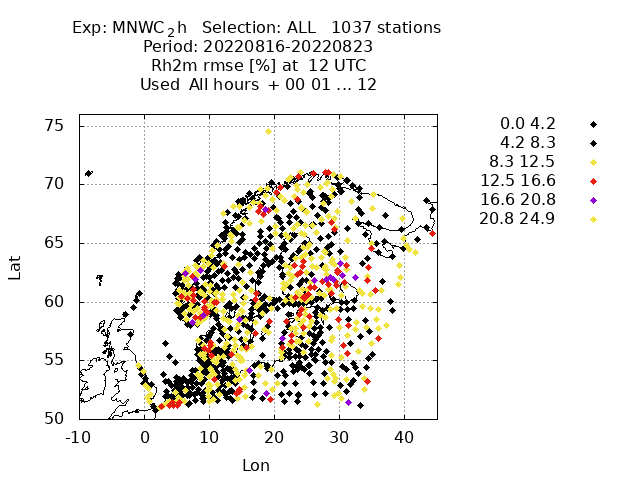 Exp: MNWC_2h   Selection: ALL   1037 stations
Period: 20220816-20220823
Rh2m rmse [%] at  12 UTC
Used  All hours  + 00 01 ... 12
0.0 4.2
4.2 8.3
8.3 12.5
12.5 16.6
16.6 20.8
20.8 24.9
75
70
65
60
55
50
Lat
-10 0 10 20 30 40
Lon